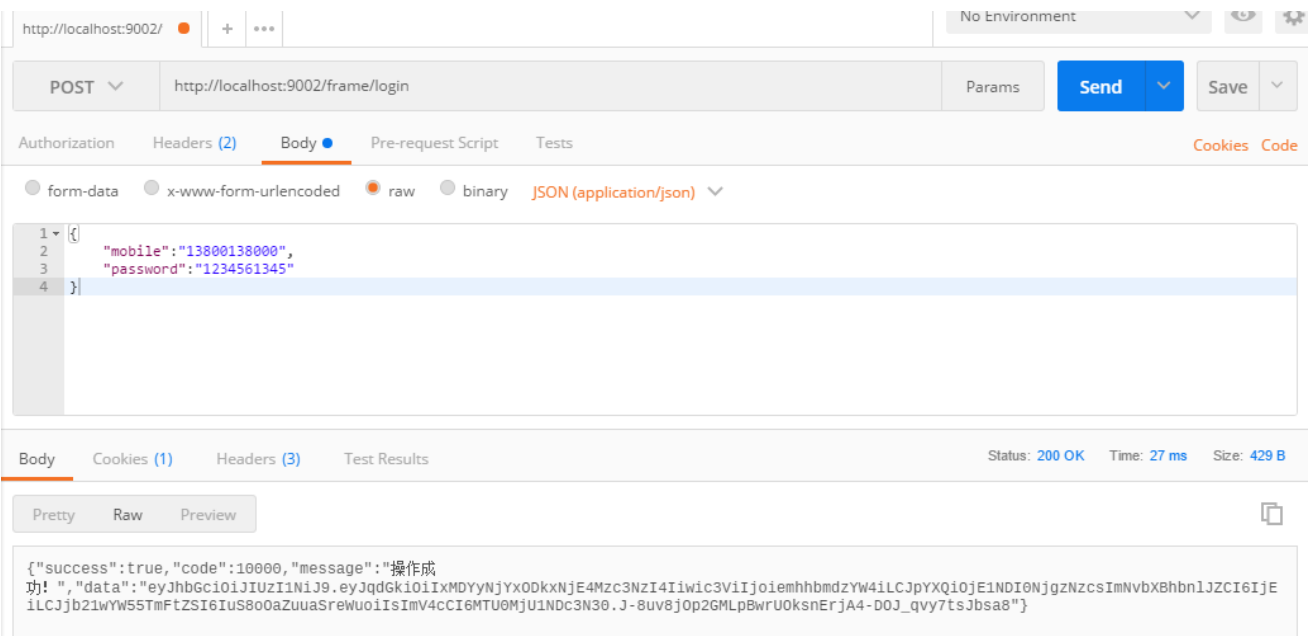 http://localhost:9002/
No Environment
POST http://localhost:9002/frame/login Params Send Save
Authorization Headers (2) Body Pre-request Script Tests Cookies Code
form-data x-www-form-urlencoded raw binary JSON (application/json)
1 {
2 "mobile":"13800138000",
3 "password":"1234561345"
4 }
Body Cookies (1) Headers (3) Test Results Status: 200 OK Time: 27 ms Size: 429 B
Pretty Raw Preview
{"success":true,"code":10000,"message":"操作成
功! ","data":"eyJhbGciOiJIUzI1NiJ9.eyJqdGkiOiIxMDYyNjYxODkxNjE4Mzc3NzI4Iiwic3ViIjoiemhhbmdzYW4iLCJpYXQiOjE1NDI0NjgzNzcsImNvbXBhbnlJZCI6IjE
iLCJjb21wYW55TmFtZSI6IuS8oOaZuuaSreWuoiIsImV4cCI6MTU0MjU1NDc3N30.J-8uv8jOp2GMLpBwrUOksnErjA4-DOJ_qvy7tsJbsa8"}